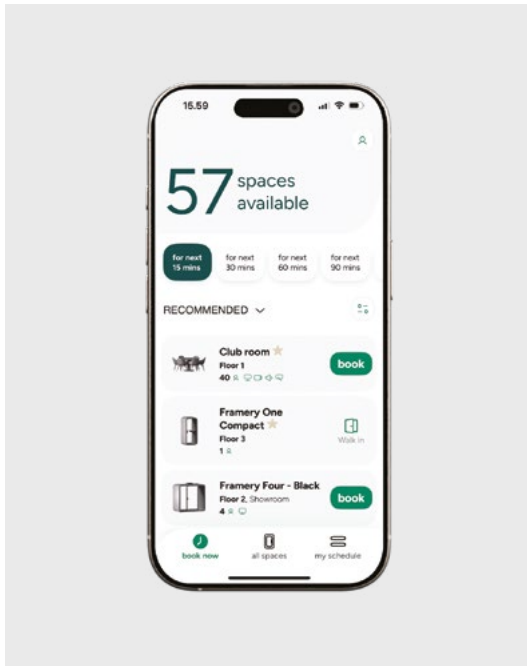 15.59
57 spaces
available
for next
15 mins
for next
30 mins
for next
60 mins
for next
90 mins
RECOMMENDED
Club room
Floor 1
40
book
Framery One
Compact
Floor 3
1
Walk in
Framery Four - Black
Floor 2, Showroom
4
book
book now
all spaces
my schedule